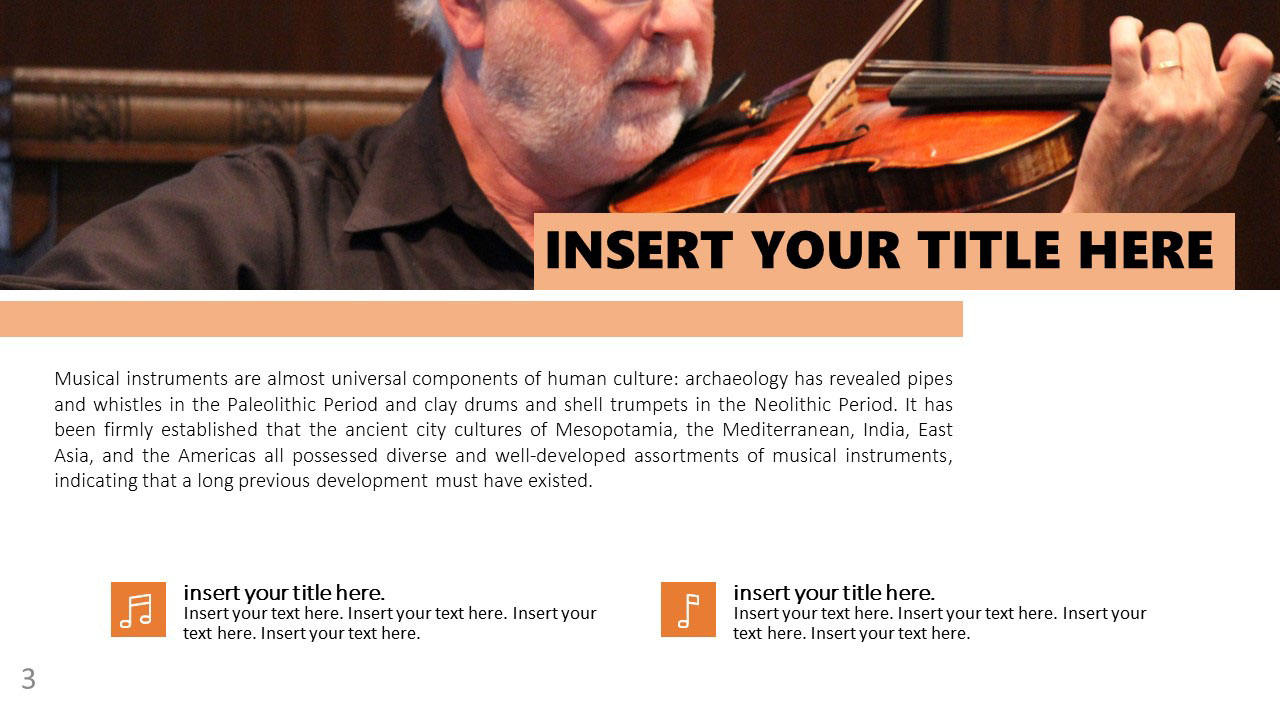 INSERT YOUR TITLE HERE
Musical instruments are almost universal components of human culture: archaeology has revealed pipes
and whistles in the Paleolithic Period and clay drums and shell trumpets in the Neolithic Period. It has
been firmly established that the ancient city cultures of Mesopotamia, the Mediterranean, India, East
Asia, and the Americas all possessed diverse and well-developed assortments of musical instruments,
indicating that a long previous development must have existed.
insert your title here.
Insert your text here. Insert your text here. Insert your
text here. Insert your text here.
insert your title here.
Insert your text here. Insert your text here. Insert your
text here. Insert your text here.
3